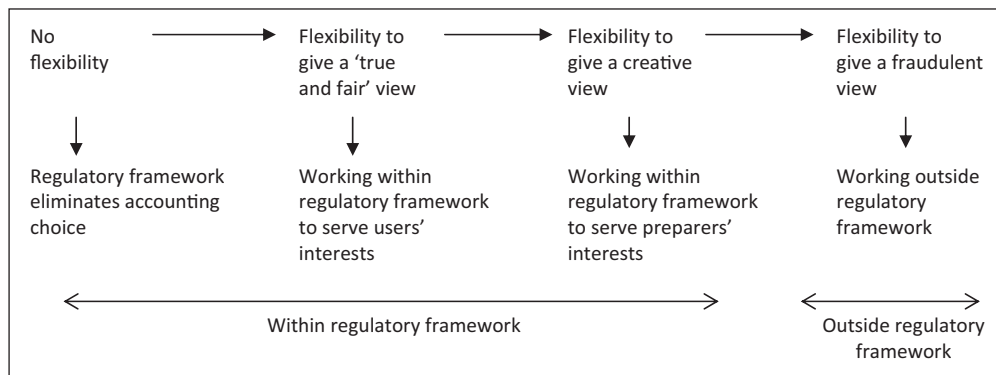 No
flexibility
Flexibility to
give a ‘true
and fair’ view
Flexibility to
give a creative
view
Flexibility to
give a fraudulent
view
Regulatory framework
eliminates accounting
choice
Working within
regulatory framework
to serve users’
interests
Working within
regulatory framework
to serve preparers’
interests
Working outside
regulatory
framework
Within regulatory framework
Outside regulatory
framework